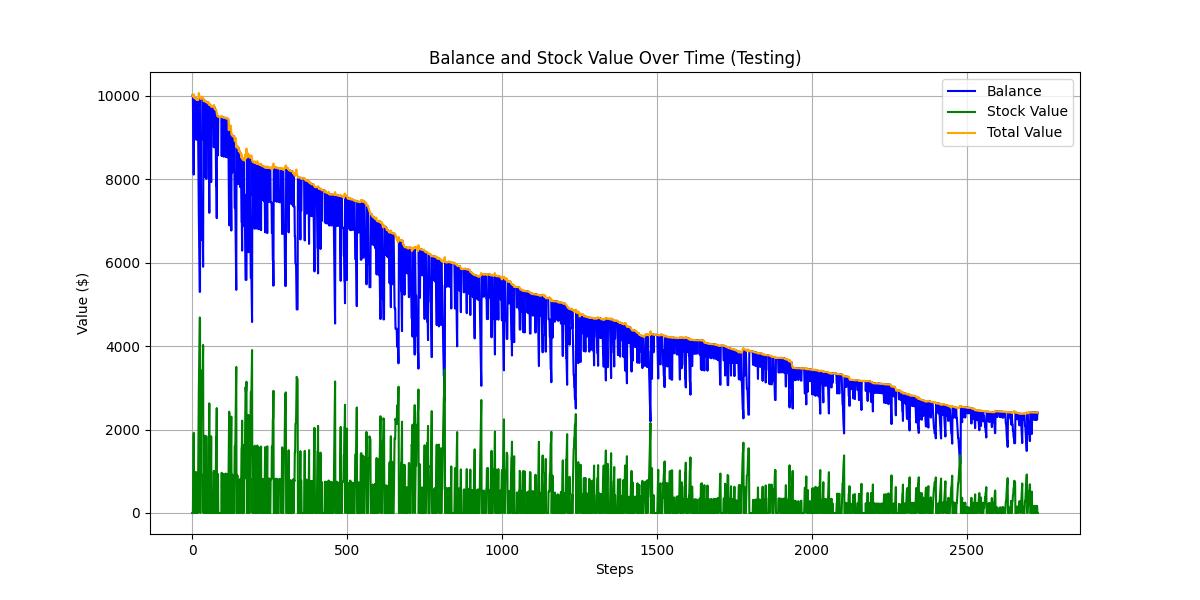 Balance and Stock Value Over Time (Testing)
Balance
Stock Value
Total Value
Value ($)
10000
8000
6000
4000
2000
0
0 500 1000 1500 2000 2500
Steps